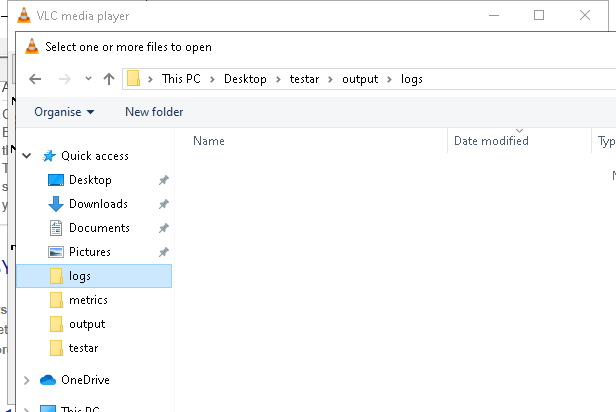 VLC media player
Select one or more files to open
This PC > Desktop > testar > output > logs
Organise New folder
Name Date modified
Quick access
Desktop
Downloads
Documents
Pictures
logs
metrics
output
testar
OneDrive
This PC